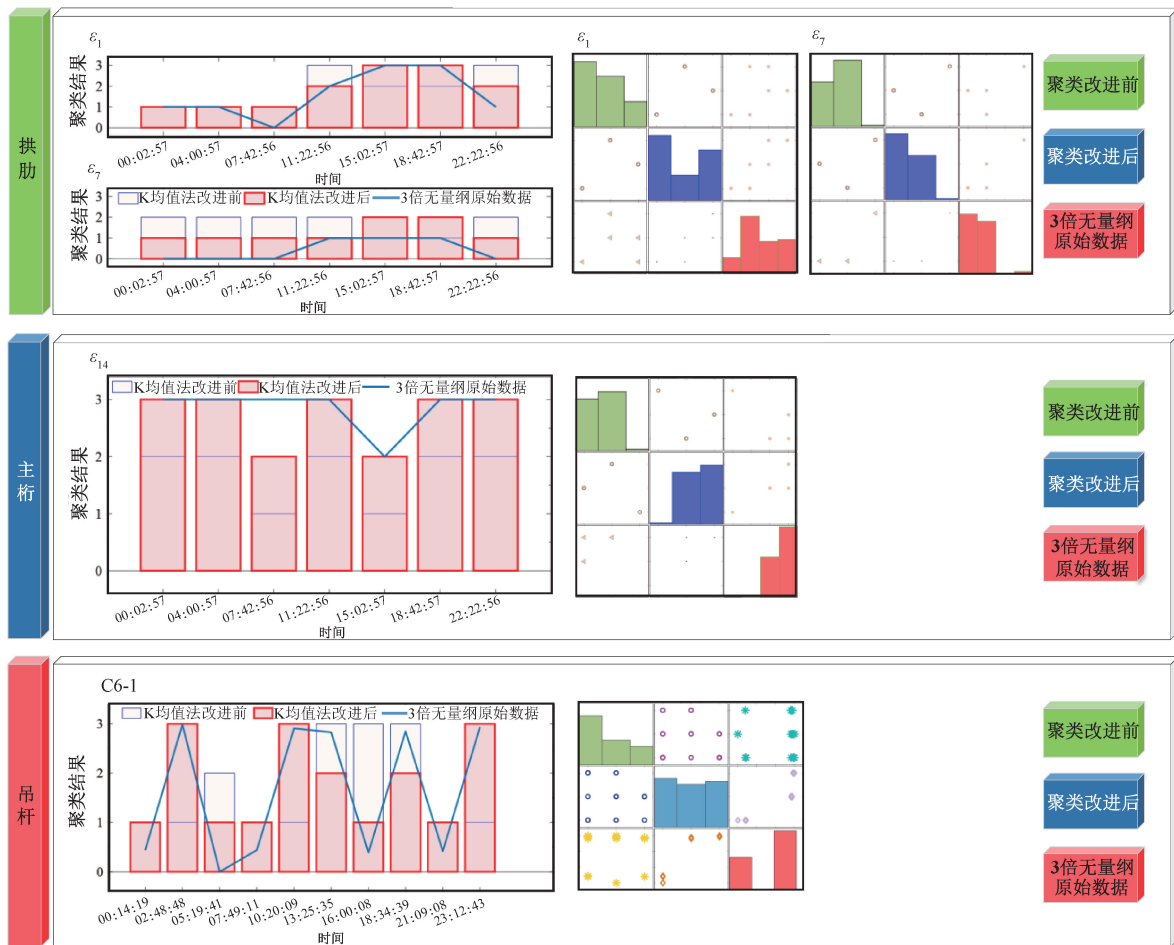 拱肋
ε1
聚类结果
3
2
1
0
00:02:57
04:00:57
07:42:56
11:22:56
15:02:57
18:42:57
22:22:56
时间
ε7
K均值法改进前
K均值法改进后
3倍无量纲原始数据
聚类结果
3
2
1
0
00:02:57
04:00:57
07:42:56
11:22:56
15:02:57
18:42:57
22:22:56
时间
ε1
ε7
聚类改进前
聚类改进后
3倍无量纲
原始数据
主桁
ε14
K均值法改进前
K均值法改进后
3倍无量纲原始数据
聚类结果
3
2
1
0
00:02:57
04:00:57
07:42:56
11:22:56
15:02:57
18:42:57
22:22:56
时间
聚类改进前
聚类改进后
3倍无量纲
原始数据
吊杆
C6-1
K均值法改进前
K均值法改进后
3倍无量纲原始数据
聚类结果
3
2
1
0
00:14:19
02:48:48
05:19:41
07:49:11
10:20:09
13:25:35
16:00:08
18:34:39
21:09:08
23:12:43
时间
聚类改进前
聚类改进后
3倍无量纲
原始数据